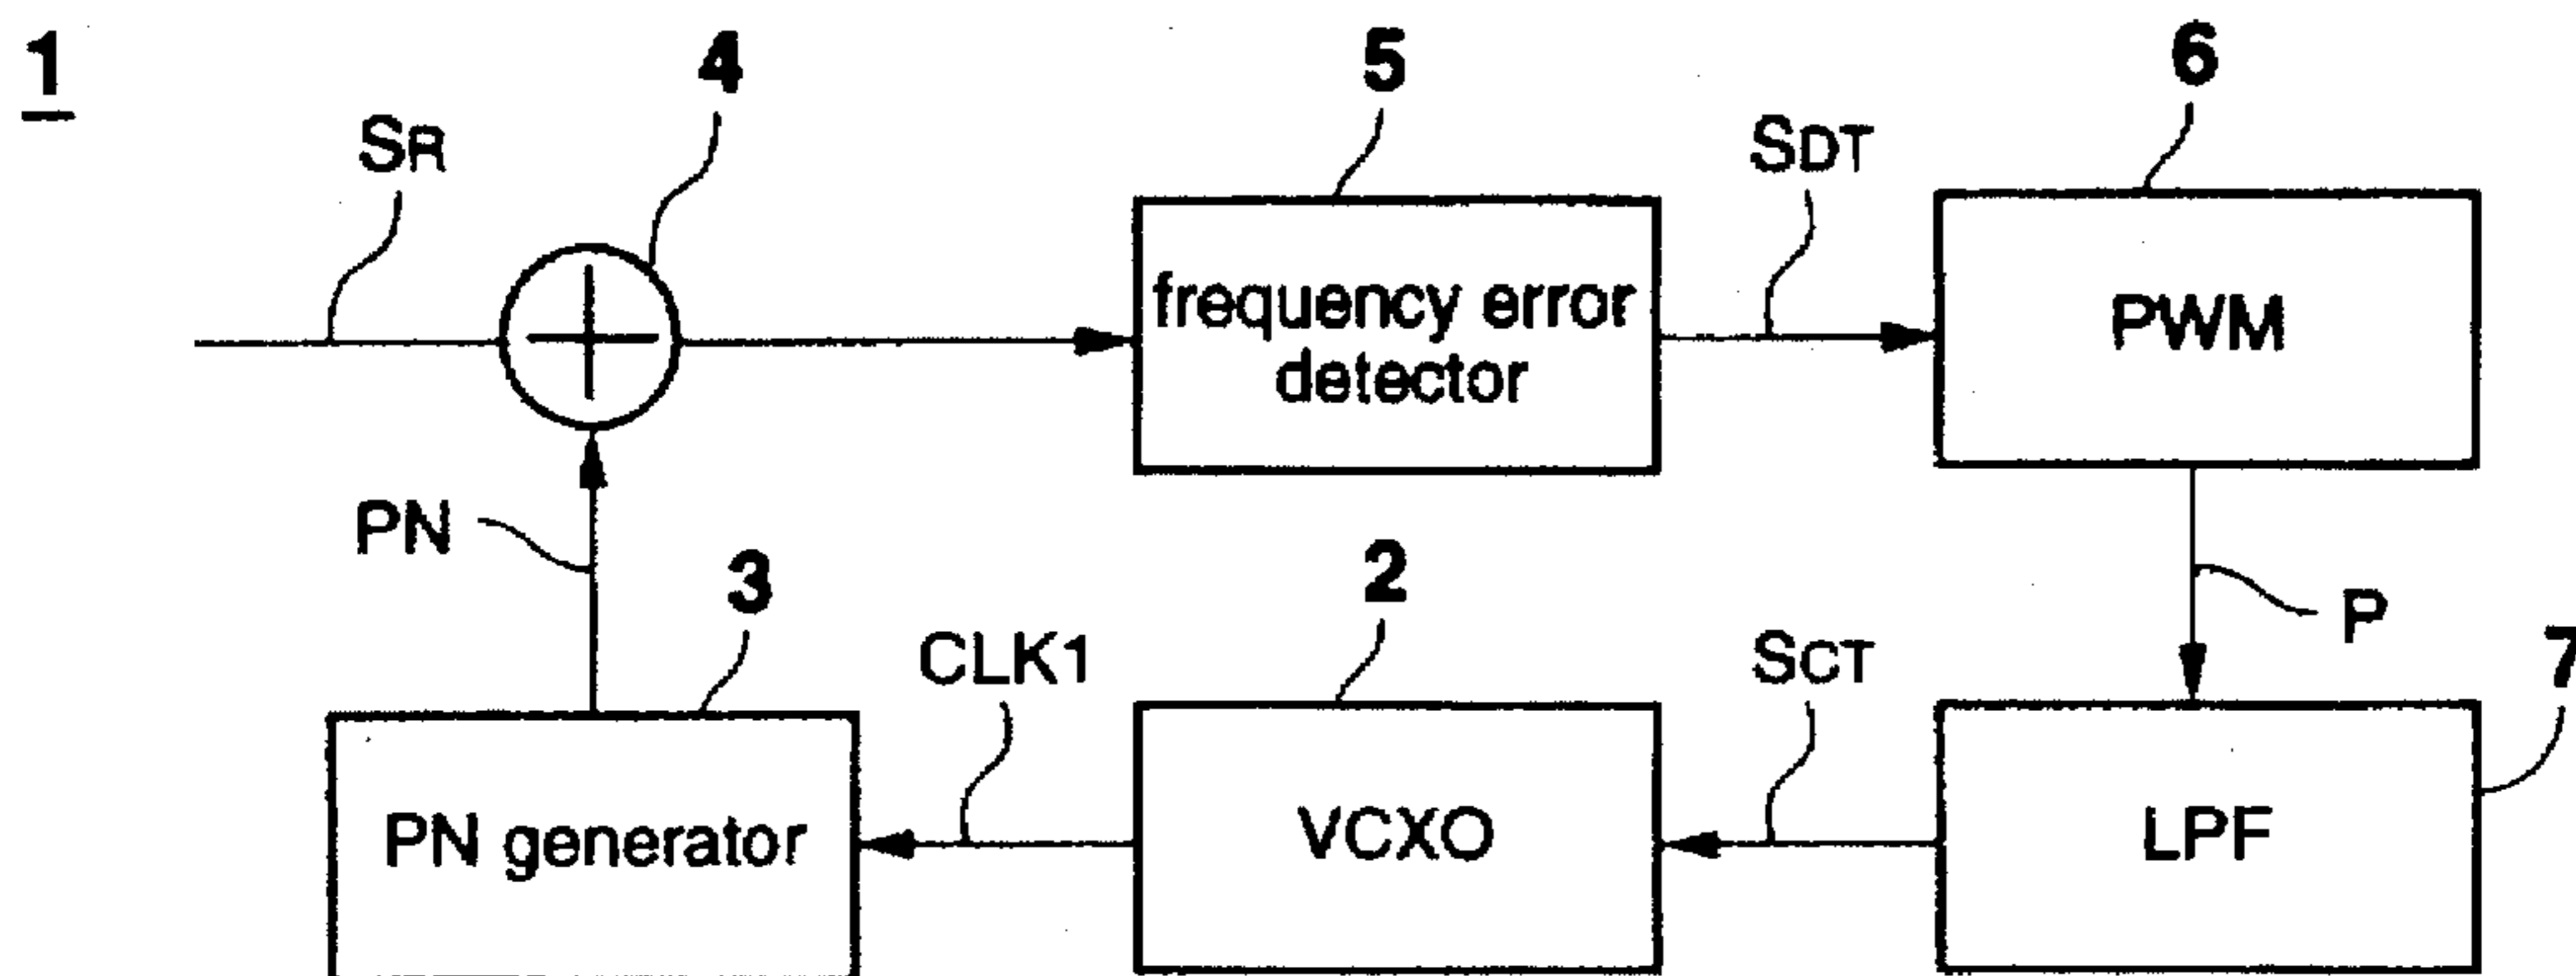 1
4
5
6
SR
SDT
frequency error
detector
PWM
PN
3
2
CLK1
SCT
P
7
PN generator
VCXO
LPF